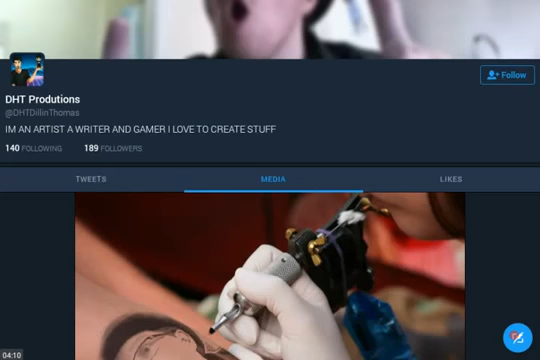 Follow
DHT Produtions
@DHTDillinThomas
IM AN ARTIST A WRITER AND GAMER I LOVE TO CREATE STUFF
140 FOLLOWING 189 FOLLOWERS
TWEETS MEDIA LIKES
04:10